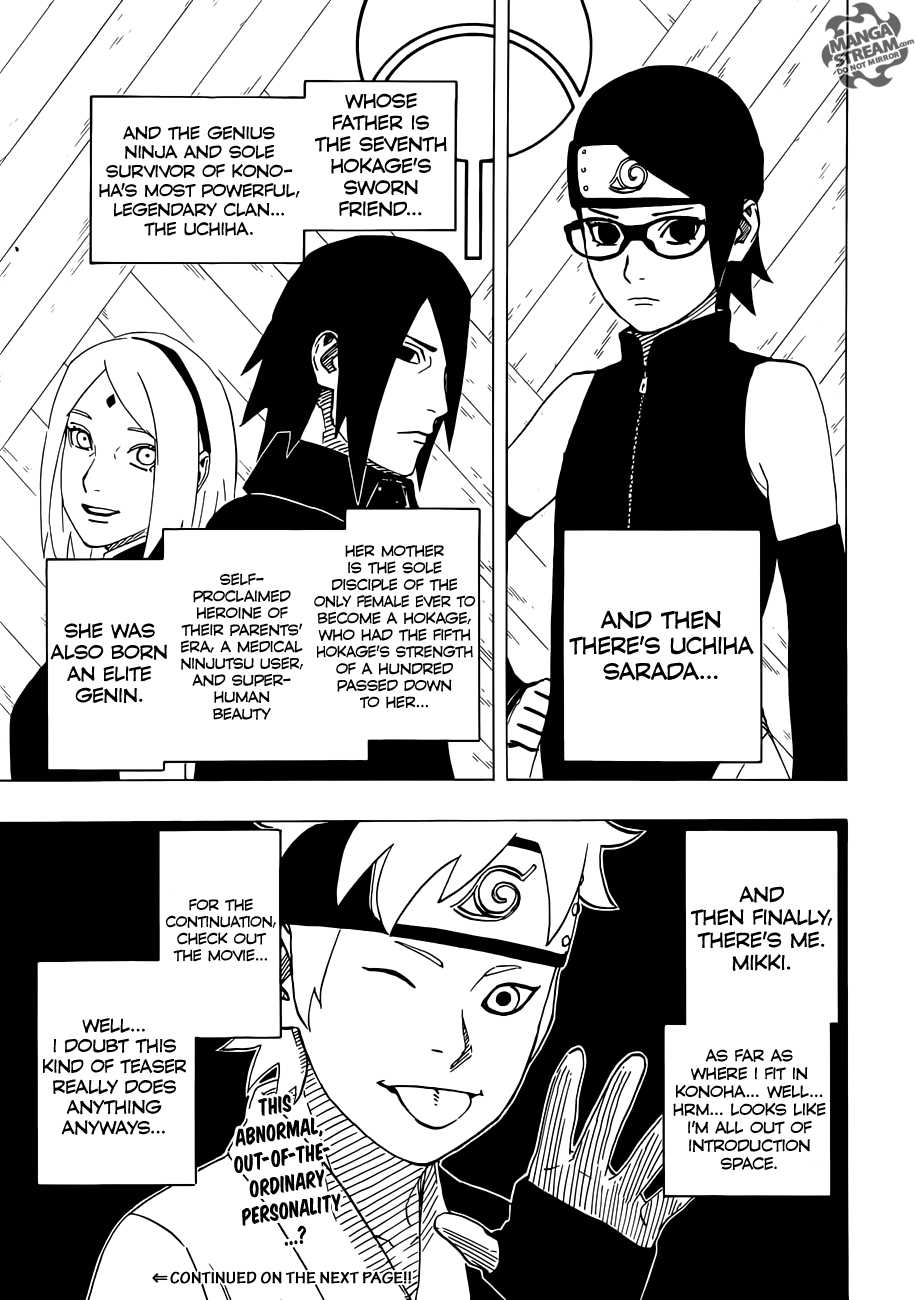 MANGA
STREAM.com
DO NOT MIRROR
AND THEN
THERE'S UCHIHA
SARADA...
WHOSE
FATHER IS
THE SEVENTH
HOKAGE'S
SWORN
FRIEND...
AND THE GENIUS
NINJA AND SOLE
SURVIVOR OF KONO-
HA'S MOST POWERFUL,
LEGENDARY CLAN...
THE UCHIHA.
HER MOTHER
IS THE SOLE
DISCIPLE OF THE
ONLY FEMALE EVER TO
BECOME A HOKAGE,
WHO HAD THE FIFTH
HOKAGE'S STRENGTH
OF A HUNDRED
PASSED DOWN
TO HER...
SELF-
PROCLAIMED
HEROINE OF
THEIR PARENTS'
ERA, A MEDICAL
NINJUTSU USER,
AND SUPER-
HUMAN
BEAUTY
SHE WAS
ALSO BORN
AN ELITE
GENIN.
AND
THEN FINALLY,
THERE'S ME.
MIKKI.
AS FAR AS
WHERE I FIT IN
KONOHA... WELL...
HRM... LOOKS LIKE
I'M ALL OUT OF
INTRODUCTION
SPACE.
FOR THE
CONTINUATION,
CHECK OUT
THE MOVIE...
WELL...
I DOUBT THIS
KIND OF TEASER
REALLY DOES
ANYTHING
ANYWAYS...
THIS
ABNORMAL,
OUT-OF-THE-
ORDINARY
PERSONALITY
...?
⇐ CONTINUED ON THE NEXT PAGE!!